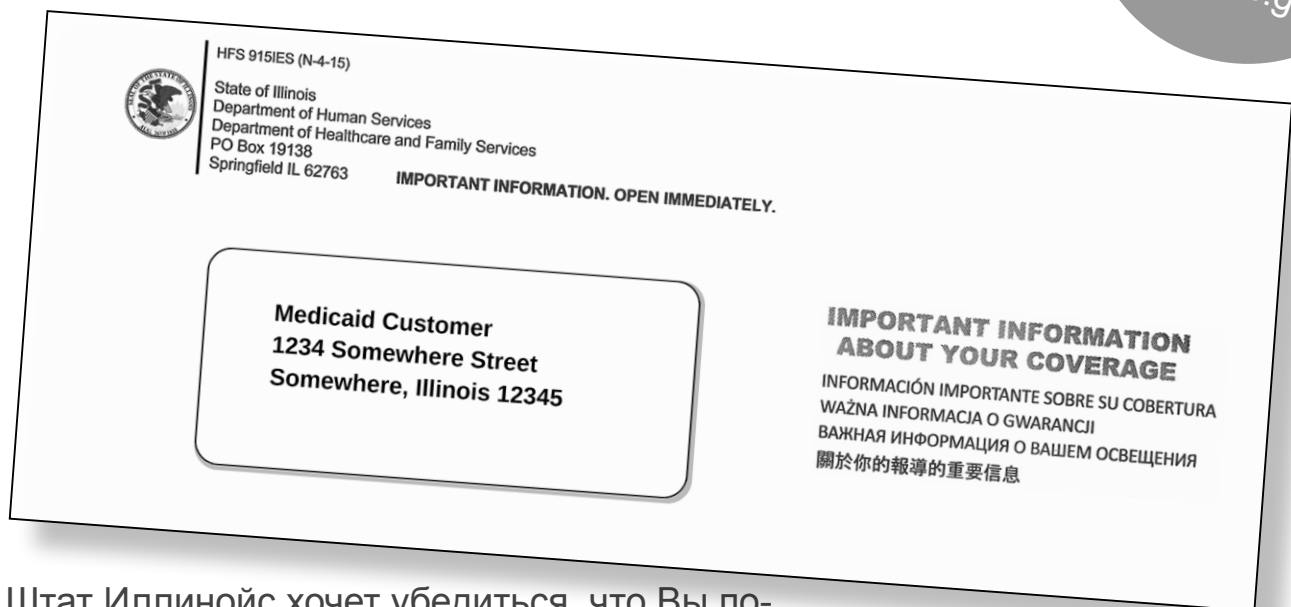 HFS 915IES (N-4-15)
State of Illinois
Department of Human Services
Department of Healthcare and Family Services
PO Box 19138
Springfield IL 62763
IMPORTANT INFORMATION. OPEN IMMEDIATELY.
Medicaid Customer
1234 Somewhere Street
Somewhere, Illinois 12345
IMPORTANT INFORMATION
ABOUT YOUR COVERAGE
INFORMACIÓN IMPORTANTE SOBRE SU COBERTURA
WAŻNA INFORMACJA O GWARANCJI
ВАЖНАЯ ИНФОРМАЦИЯ О ВАШЕМ ОСВЕЩЕНИЯ
關於你的報導的重要信息
Штат Иллинойс хочет убедиться, что Вы по-